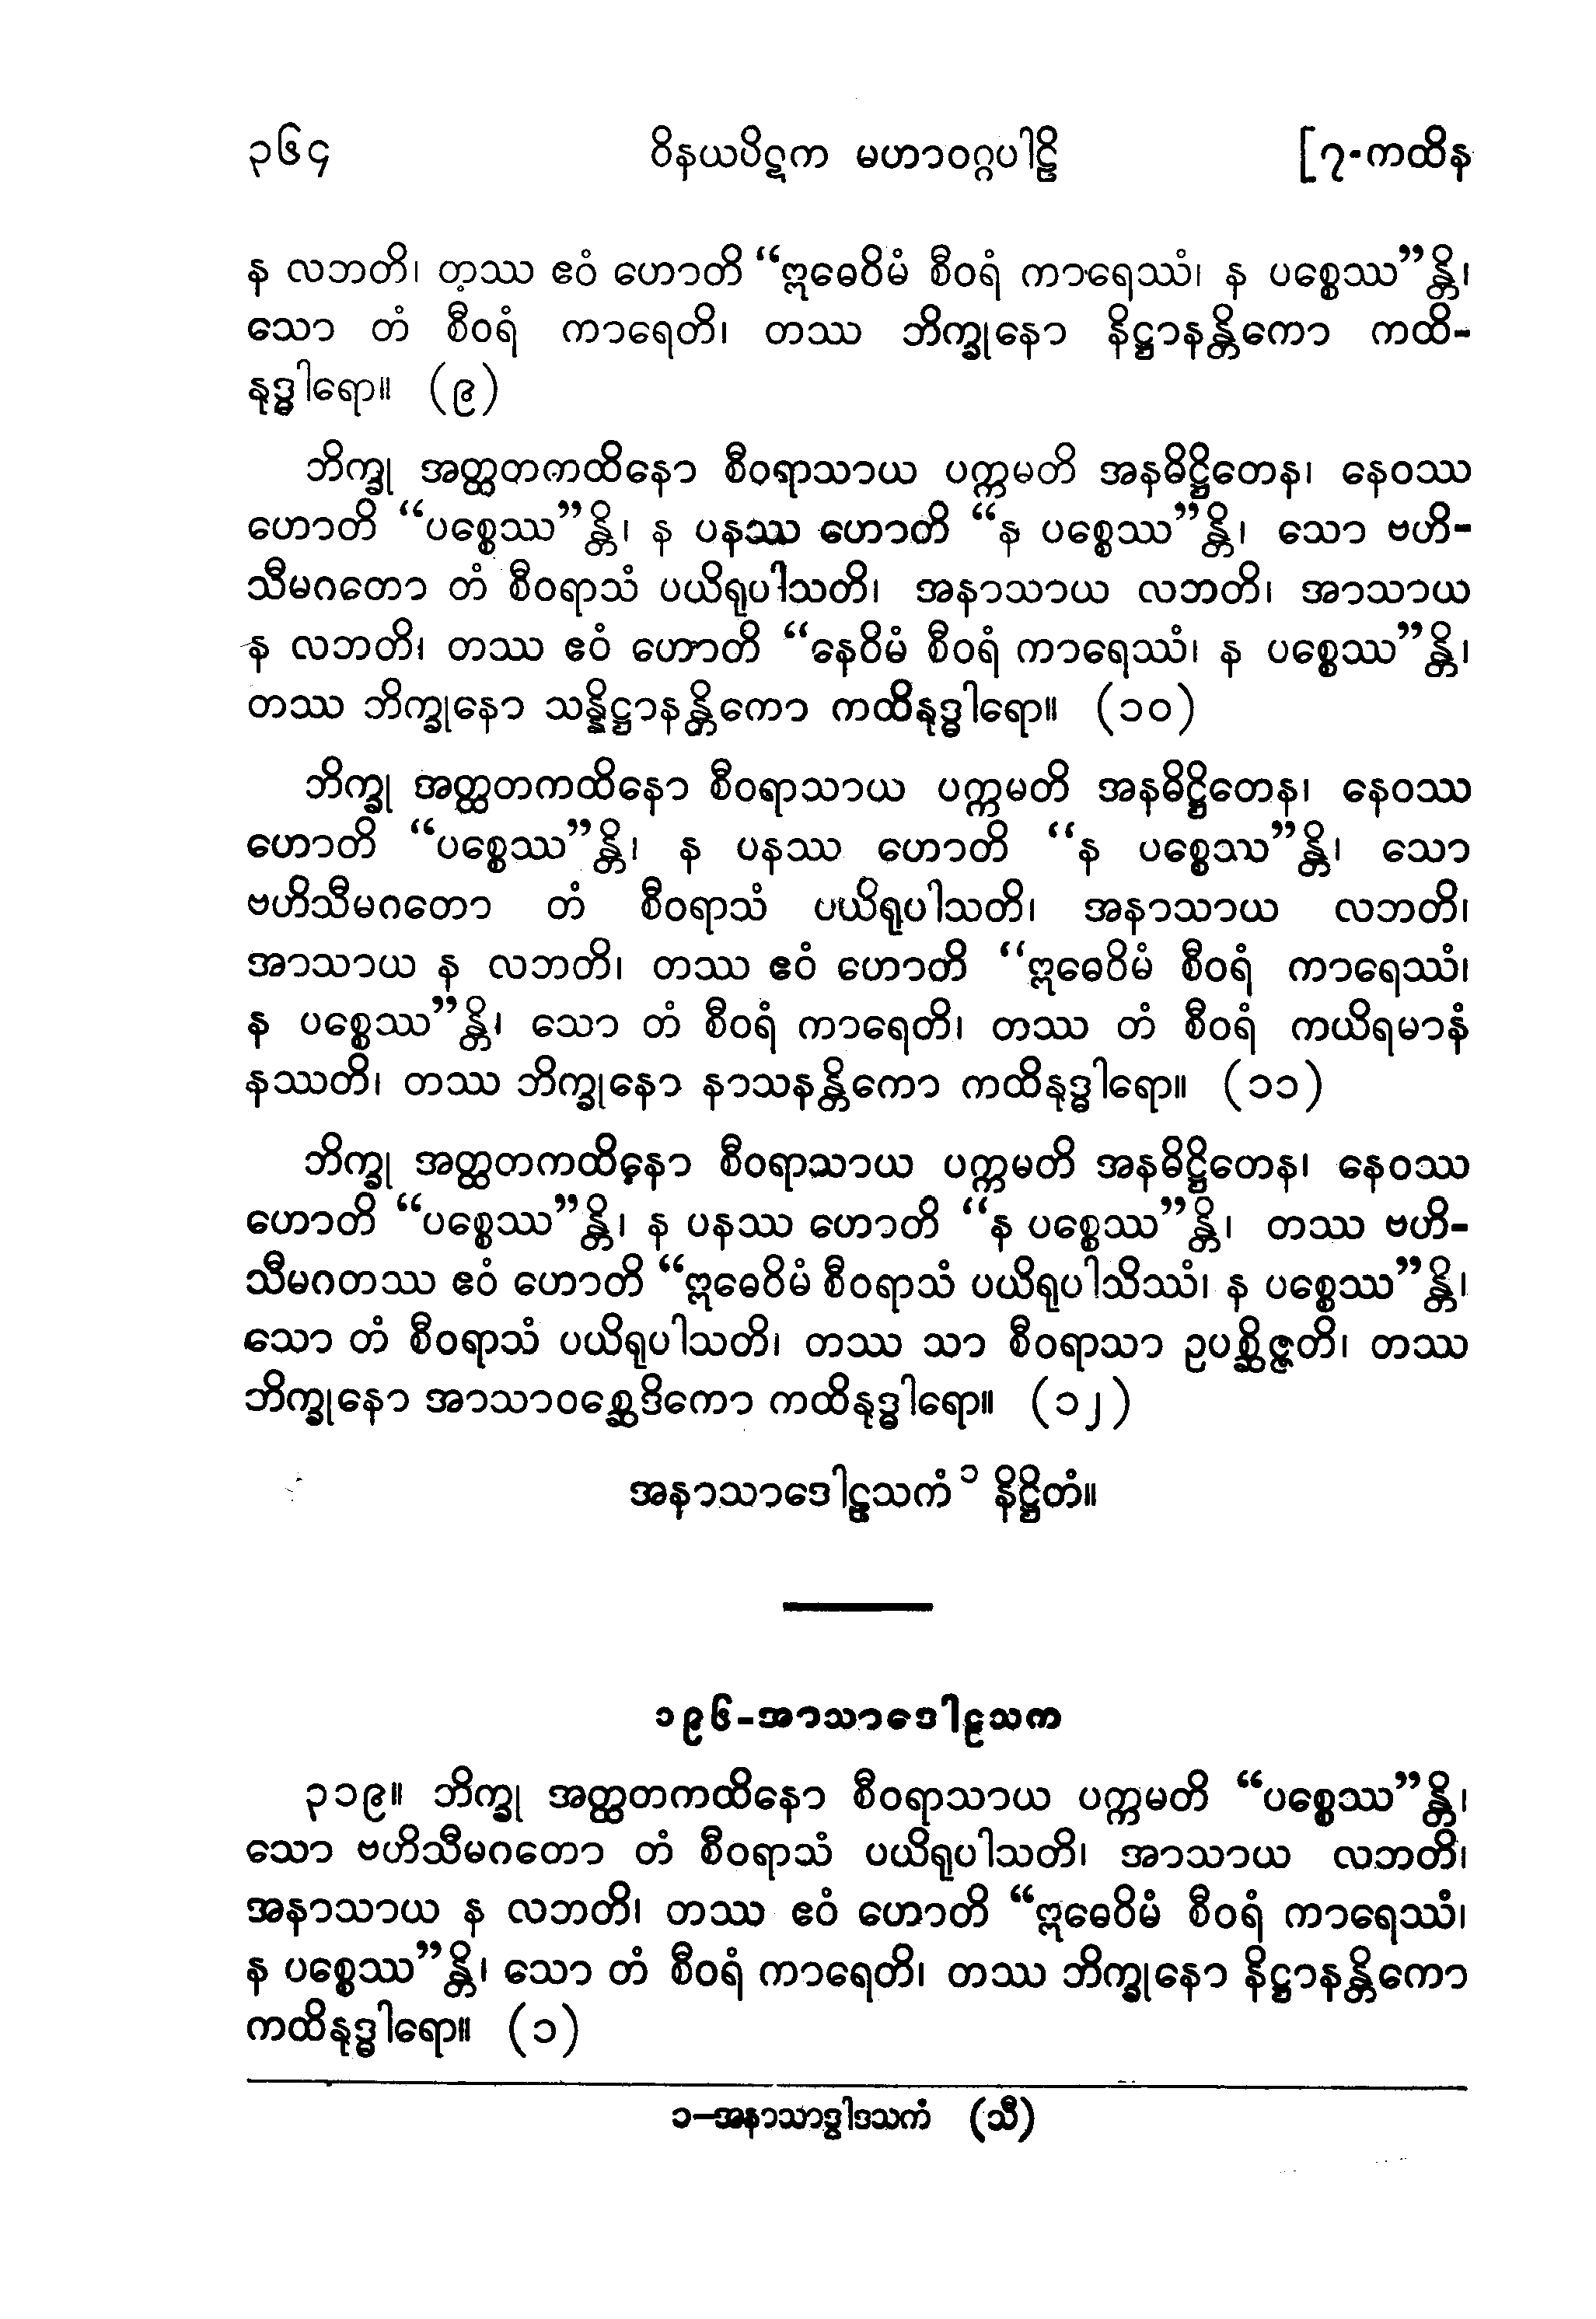 ၃၆၄ ဝိနယပိဋက မဟာဝဂ္ဂပါဠိ [၇-ကထိန
န လဘတိ၊ တဿ ဧဝံ ဟောတိ “ဣဓေဝိမံ စီဝရံ ကာရေဿံ၊ န ပစ္စေဿ”န္တိ၊
သော တံ စီဝရံ ကာရေတိ၊ တဿ ဘိက္ခုနော နိဋ္ဌာနန္တိကော ကထိ-
နုဒ္ဓါရော။ (၉)
ဘိက္ခု အတ္ထတကထိနော စီဝရာသာယ ပက္ကမတိ အနဓိဋ္ဌိတေန၊ နေဝဿ
ဟောတိ “ပစ္စေဿ”န္တိ၊ န ပနဿ ဟောတိ “န ပစ္စေဿ”န္တိ၊ သော ဗဟိ-
သီမဂတော တံ စီဝရာသံ ပယိရုပါသတိ၊ အနာသာယ လဘတိ၊ အာသာယ
န လဘတိ၊ တဿ ဧဝံ ဟောတိ “နေဝိမံ စီဝရံ ကာရေဿံ၊ န ပစ္စေဿ”န္တိ၊
တဿ ဘိက္ခုနော သန္နိဋ္ဌာနန္တိကော ကထိနုဒ္ဓါရော။ (၁၀)
ဘိက္ခု အတ္ထတကထိနော စီဝရာသာယ ပက္ကမတိ အနဓိဋ္ဌိတေန၊ နေဝဿ
ဟောတိ “ပစ္စေဿ”န္တိ၊ န ပနဿ ဟောတိ “န ပစ္စေဿ”န္တိ၊ သော
ဗဟိသီမဂတော တံ စီဝရာသံ ပယိရုပါသတိ၊ အနာသာယ လဘတိ၊
အာသာယ န လဘတိ၊ တဿ ဧဝံ ဟောတိ “ဣဓေဝိမံ စီဝရံ ကာရေဿံ၊
န ပစ္စေဿ”န္တိ၊ သော တံ စီဝရံ ကာရေတိ၊ တဿ တံ စီဝရံ ကယိရမာနံ
နဿတိ၊ တဿ ဘိက္ခုနော နာသနန္တိကော ကထိနုဒ္ဓါရော။ (၁၁)
ဘိက္ခု အတ္ထတကထိနော စီဝရာသာယ ပက္ကမတိ အနဓိဋ္ဌိတေန၊ နေဝဿ
ဟောတိ “ပစ္စေဿ”န္တိ၊ န ပနဿ ဟောတိ “န ပစ္စေဿ”န္တိ၊ တဿ ဗဟိ-
သီမဂတဿ ဧဝံ ဟောတိ “ဣဓေဝိမံ စီဝရာသံ ပယိရုပါသိဿံ၊ န ပစ္စေဿ”န္တိ၊
သော တံ စီဝရာသံ ပယိရုပါသတိ၊ တဿ သာ စီဝရာသာ ဥပစ္ဆိဇ္ဇတိ၊ တဿ
ဘိက္ခုနော အာသာဝစ္ဆေဒိကော ကထိနုဒ္ဓါရော။ (၁၂)
အနာသာဒေါဠသကံ ၁ နိဋ္ဌိတံ။
၁၉၆-အာသာဒေါဠသက
၃၁၉။ ဘိက္ခု အတ္ထတကထိနော စီဝရာသာယ ပက္ကမတိ “ပစ္စေဿ”န္တိ၊
သော ဗဟိသီမဂတော တံ စီဝရာသံ ပယိရုပါသတိ၊ အာသာယ လဘတိ၊
အနာသာယ န လဘတိ၊ တဿ ဧဝံ ဟောတိ “ဣဓေဝိမံ စီဝရံ ကာရေဿံ၊
န ပစ္စေဿ”န္တိ၊ သော တံ စီဝရံ ကာရေတိ၊ တဿ ဘိက္ခုနော နိဋ္ဌာနန္တိကော
ကထိနုဒ္ဓါရော။ (၁)
၁-အနာသာဒွါဒသကံ (သီ)